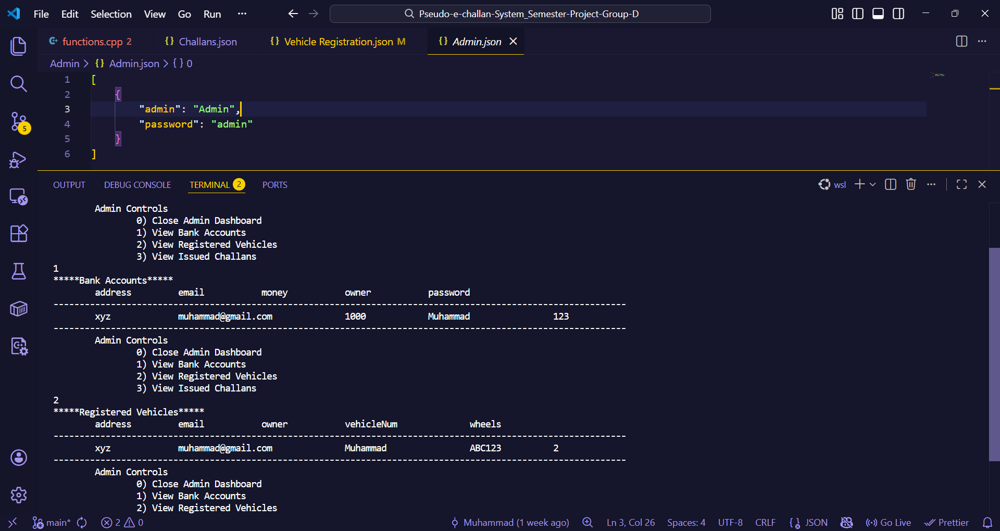 File Edit Selection View Go Run ···
Pseudo-e-challan-System_Semester-Project-Group-D
functions.cpp 2
{} Challans.json
{} Vehicle Registration.json M
{} Admin.json
Admin > {} Admin.json > { } 0
1 [
2 {
3 "admin": "Admin",
4 "password": "admin"
5 }
6 ]
5
OUTPUT DEBUG CONSOLE TERMINAL 2 PORTS
wsl
Admin Controls
0) Close Admin Dashboard
1) View Bank Accounts
2) View Registered Vehicles
3) View Issued Challans
1
*****Bank Accounts*****
address email money owner password
--------------------------------------------------------------------------------------------------------------
xyz muhammad@gmail.com 1000 Muhammad 123
--------------------------------------------------------------------------------------------------------------
Admin Controls
0) Close Admin Dashboard
1) View Bank Accounts
2) View Registered Vehicles
3) View Issued Challans
2
*****Registered Vehicles*****
address email owner vehicleNum wheels
--------------------------------------------------------------------------------------------------------------
xyz muhammad@gmail.com Muhammad ABC123 2
--------------------------------------------------------------------------------------------------------------
Admin Controls
0) Close Admin Dashboard
1) View Bank Accounts
2) View Registered Vehicles
main* 2 0 Muhammad (1 week ago) Ln 3, Col 26 Spaces: 4 UTF-8 CRLF {} JSON Go Live Prettier